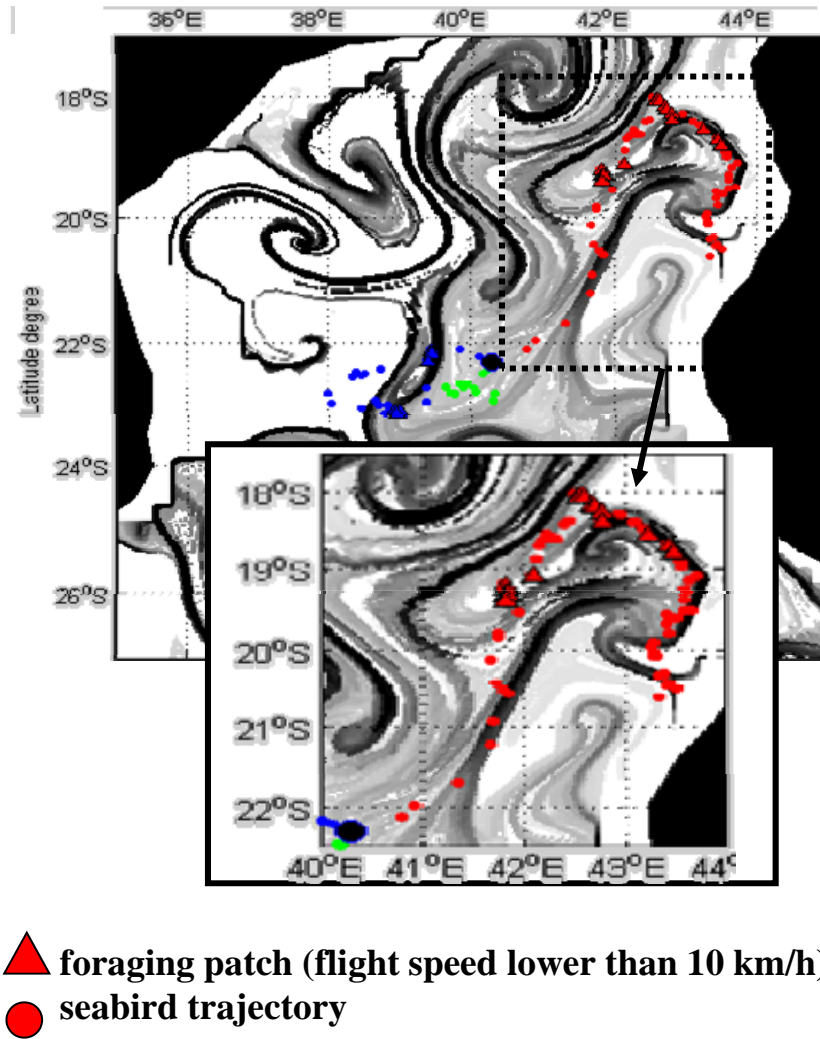 36°E 38°E 40°E 42°E 44°E
18°S
20°S
Latitude degree
22°S
24°S
26°S
18°S
19°S
20°S
21°S
22°S
40°E 41°E 42°E 43°E 44°
foraging patch (flight speed lower than 10 km/h)
seabird trajectory